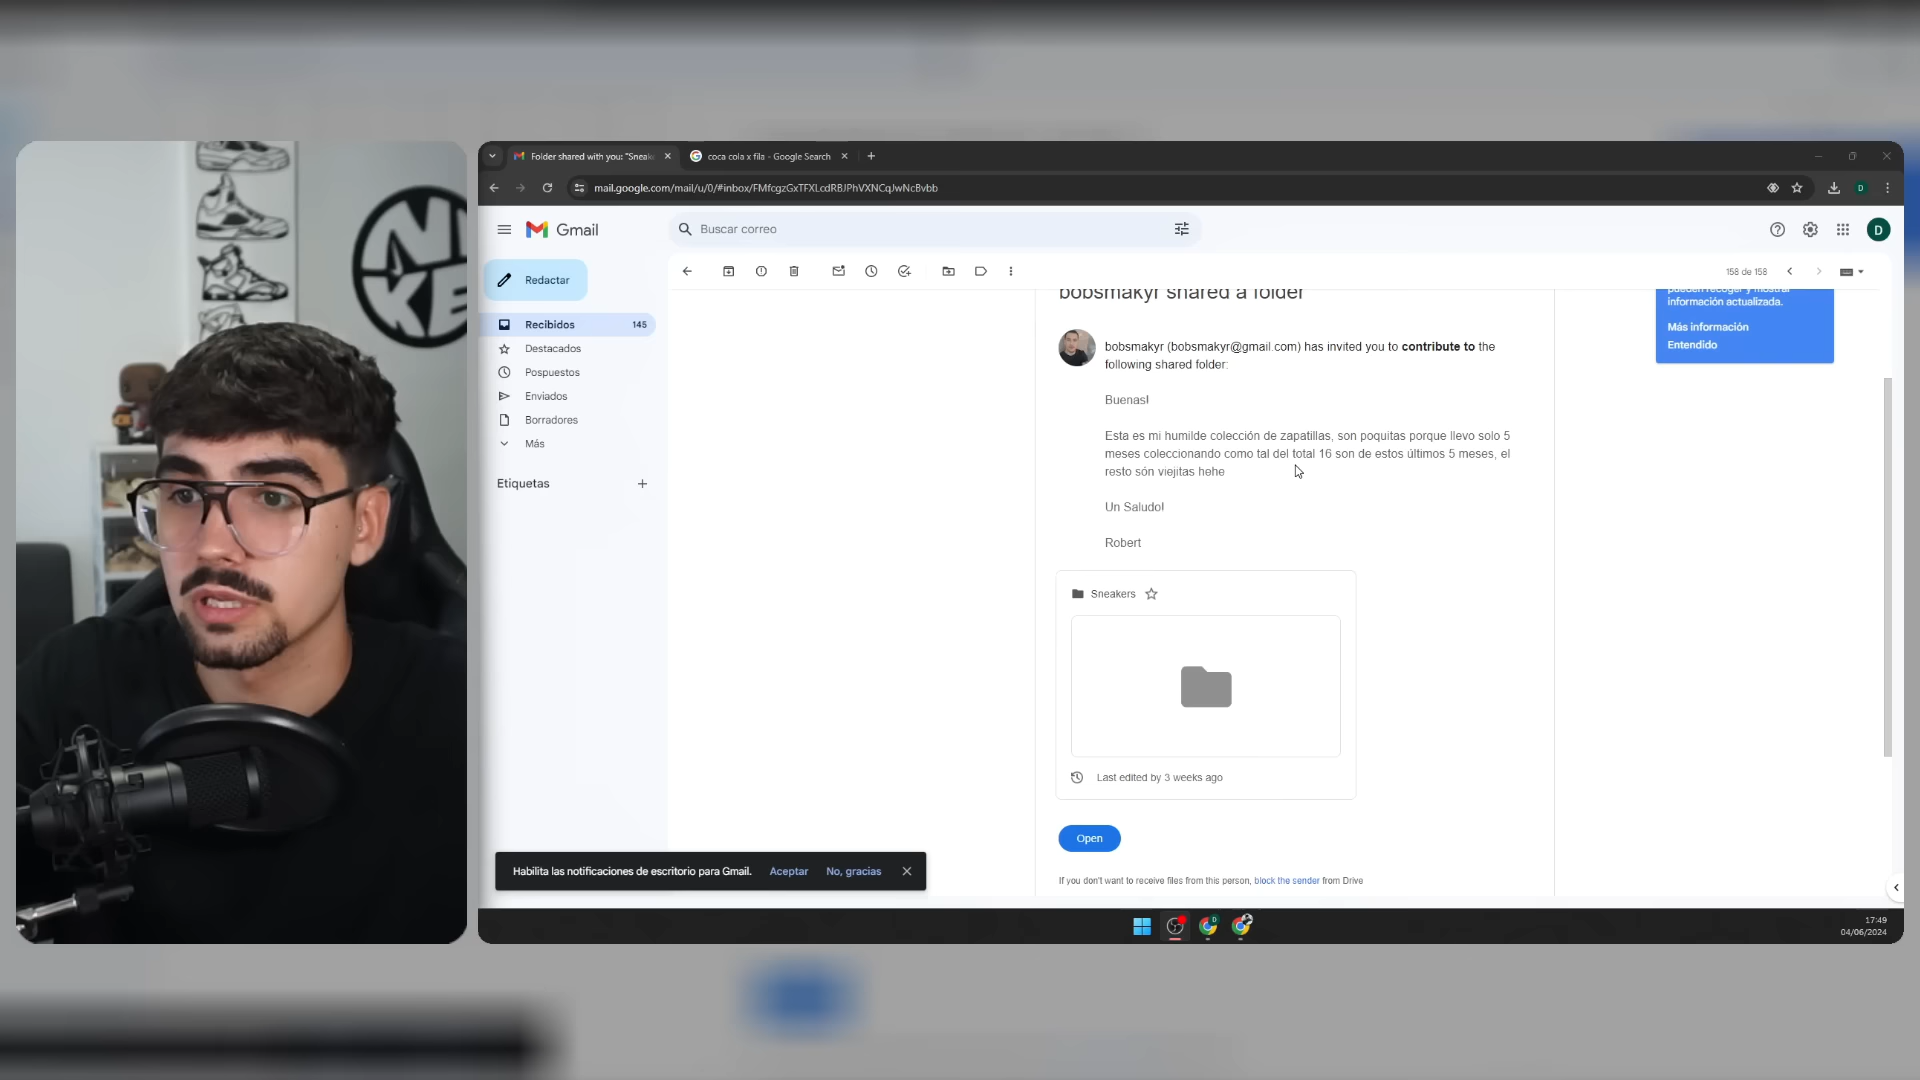 Folder shared with you: "Sneak
coca cola x fila - Google Search
mail.google.com/mail/u/0/#inbox/FMfcgzGxTFXLcdRBJPhVXNCqJwNcBvbb
D
Gmail
Buscar correo
D
Redactar
158 de 158
Recibidos 145
Destacados
Pospuestos
Enviados
Borradores
Más
Etiquetas
bobsmakyr shared a folder
bobsmakyr (bobsmakyr@gmail.com) has invited you to contribute to the
following shared folder:
Buenas!
Esta es mi humilde colección de zapatillas, son poquitas porque llevo solo 5
meses coleccionando como tal del total 16 son de estos últimos 5 meses, el
resto són viejitas hehe
Un Saludo!
Robert
Sneakers
Last edited by 3 weeks ago
Open
If you don't want to receive files from this person, block the sender from Drive
pueden recoger y mostrar
información actualizada.
Más información
Entendido
Habilita las notificaciones de escritorio para Gmail. Aceptar No, gracias
17:49
04/06/2024